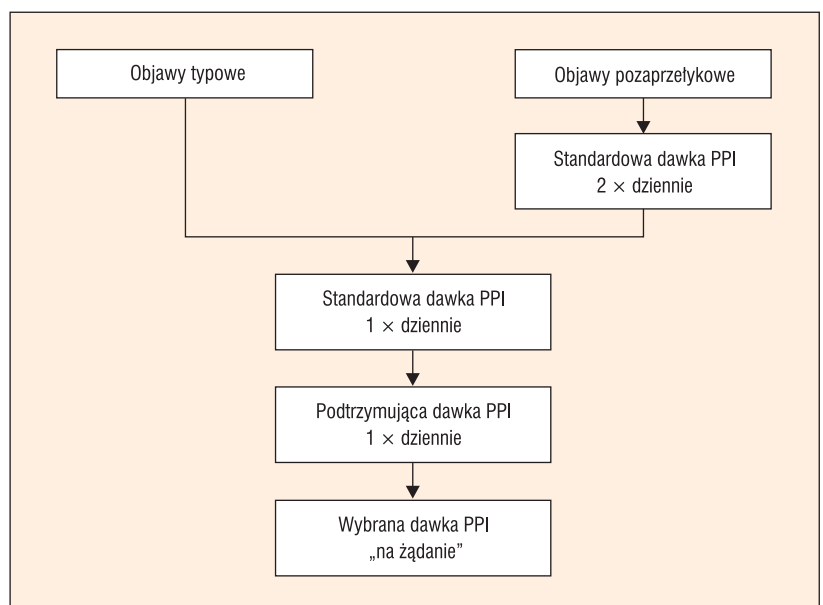 Objawy typowe
Objawy pozaprzełykowe
Standardowa dawka PPI
2 × dziennie
Standardowa dawka PPI
1 × dziennie
Podtrzymująca dawka PPI
1 × dziennie
Wybrana dawka PPI
„na żądanie”